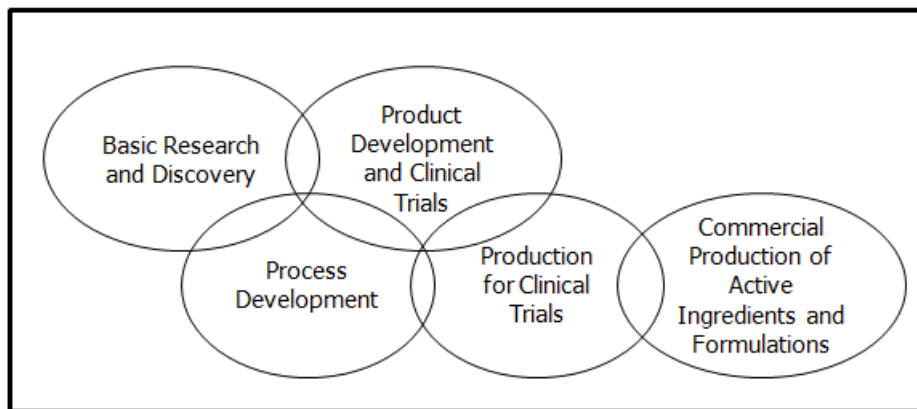 Basic Research
and Discovery
Product
Development
and Clinical
Trials
Process
Development
Production
for Clinical
Trials
Commercial
Production of
Active
Ingredients and
Formulations